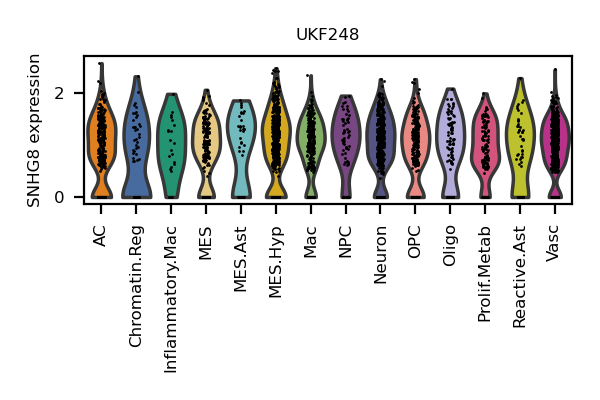 UKF248
SNHG8 expression
2
0
AC
Chromatin.Reg
Inflammatory.Mac
MES
MES.Ast
MES.Hyp
Mac
NPC
Neuron
OPC
Oligo
Prolif.Metab
Reactive.Ast
Vasc